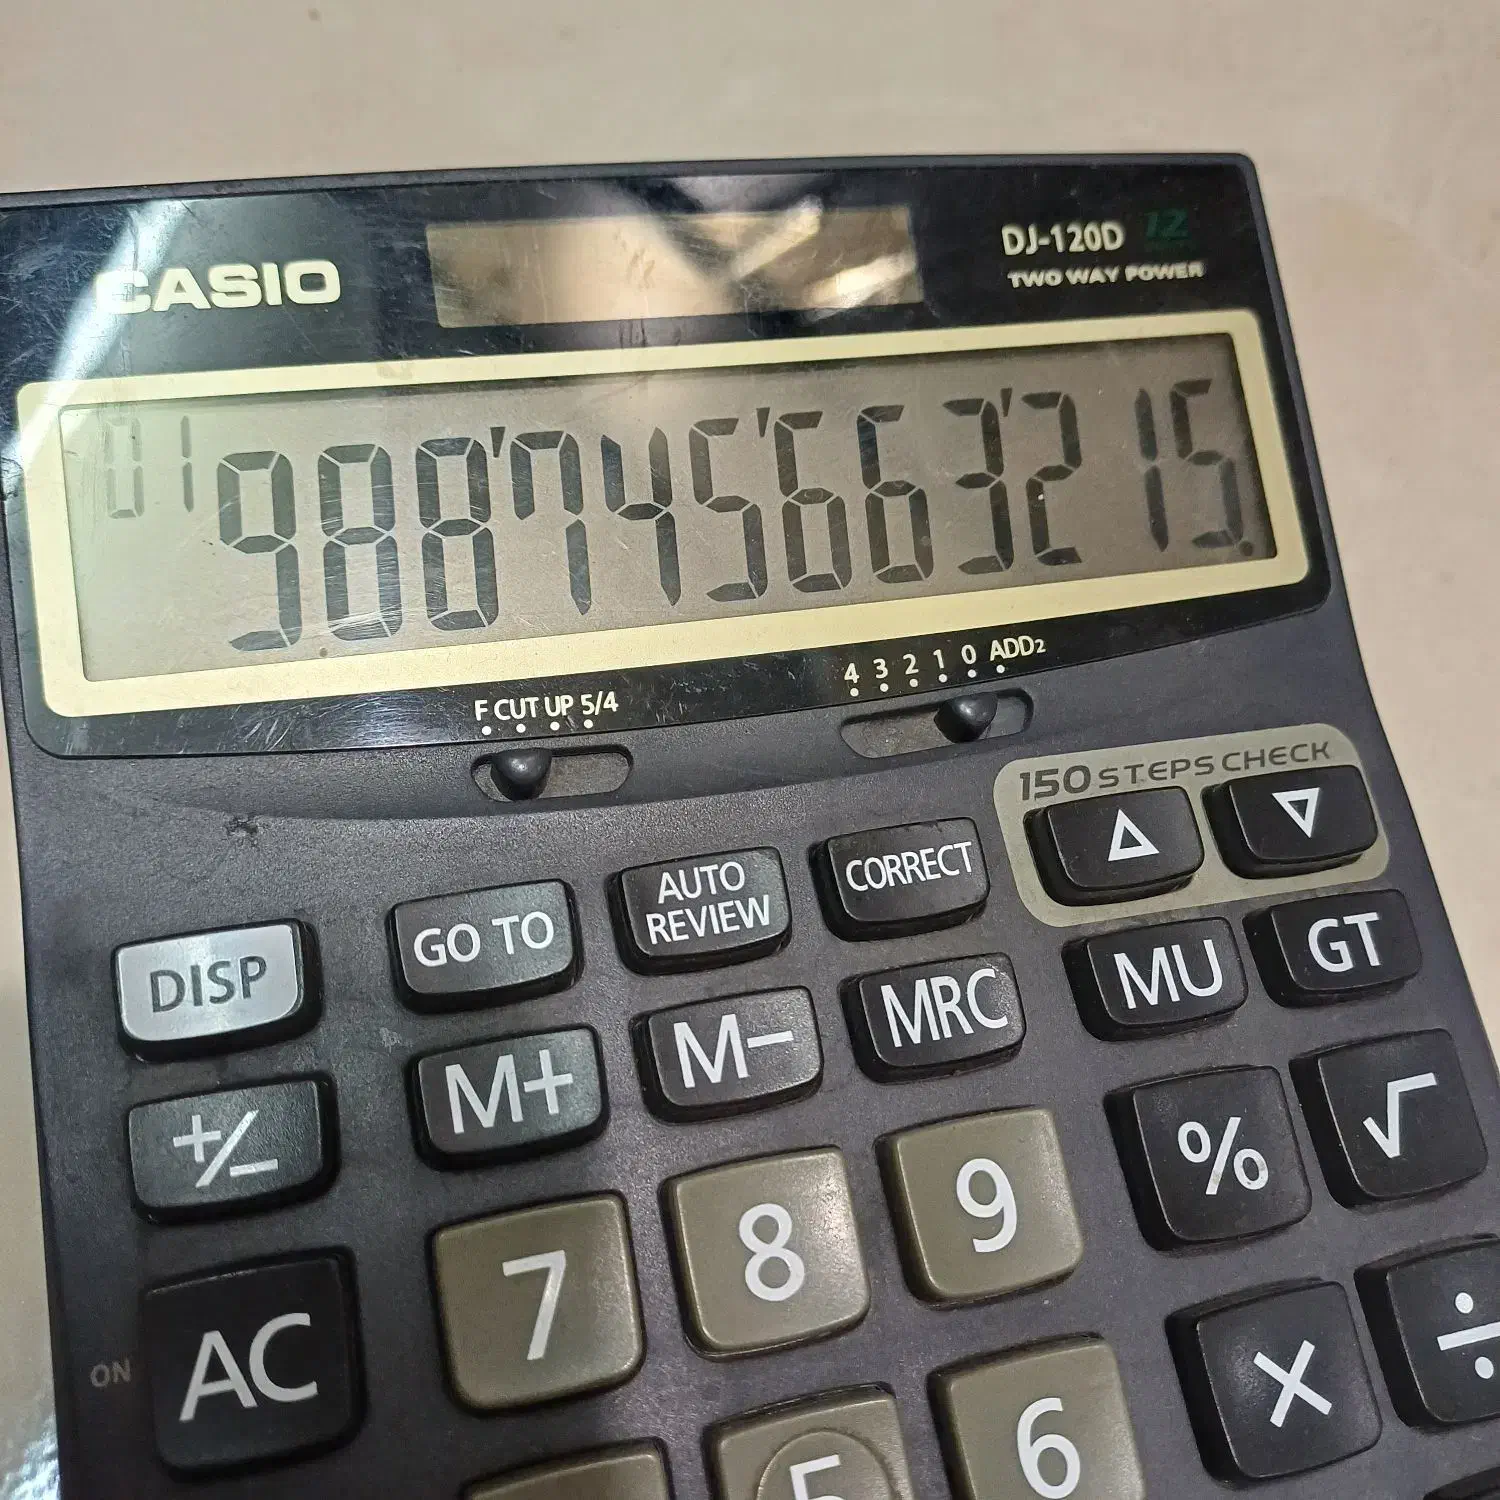 CASIO
DJ-120D 12
TWO WAY POWER
01 988'745'663'215.
F CUT UP 5/4
4 3 2 1 0 ADD2
150 STEPS CHECK
△ ▽
DISP GO TO AUTO REVIEW CORRECT
+/− M+ M− MRC MU GT
7 8 9 % √
ON AC
5 6 × ÷